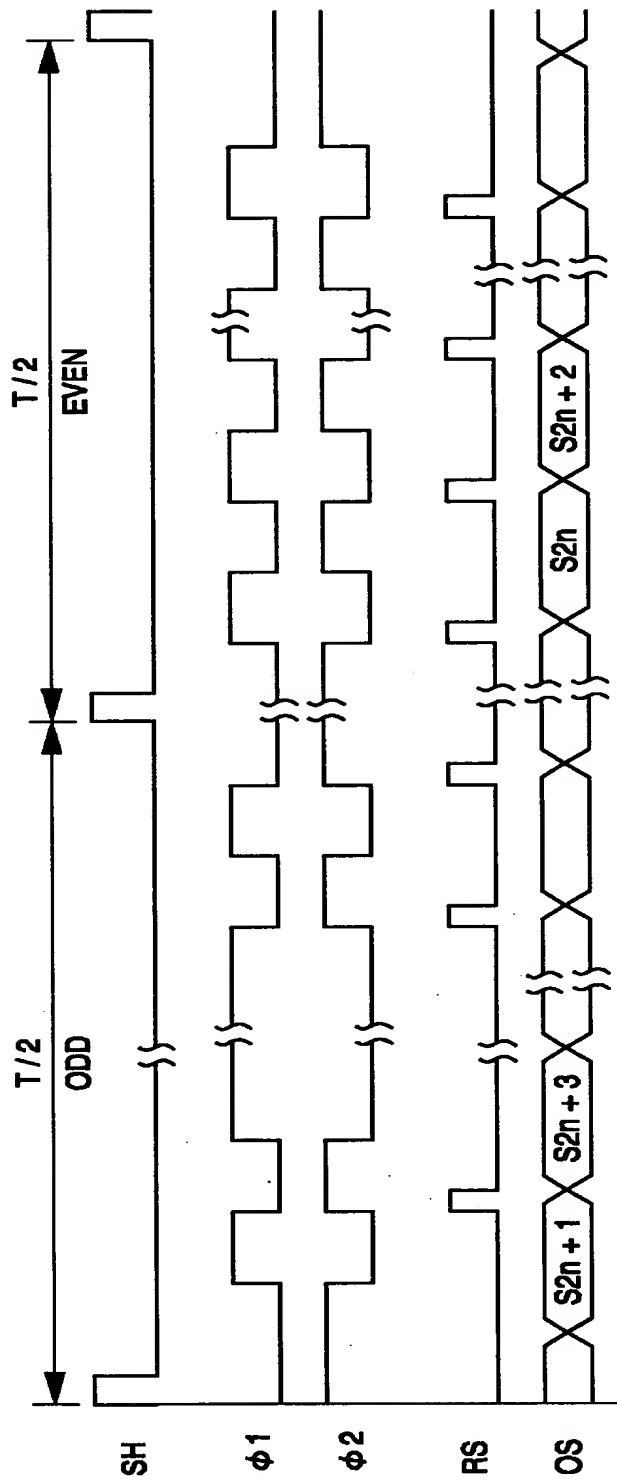 T/2
ODD
T/2
EVEN
SH
φ1
φ2
RS
OS
S2n+1
S2n+3
S2n
S2n+2